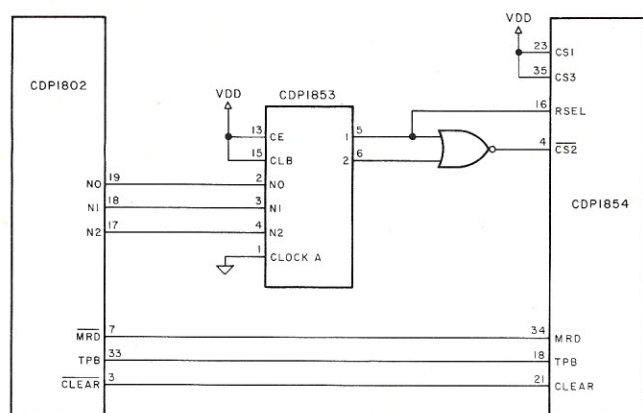 VDD
23 CS1
35 CS3
CDP1802
CDP1853
VDD
16 RSEL
13 CE
5
1
4 CS2
15 CLB
6
2
N0 19
2 N0
N1 18
3 N1
CDP1854
N2 17
4 N2
1 CLOCK A
MRD 7
34 MRD
TPB 33
18 TPB
CLEAR 3
21 CLEAR